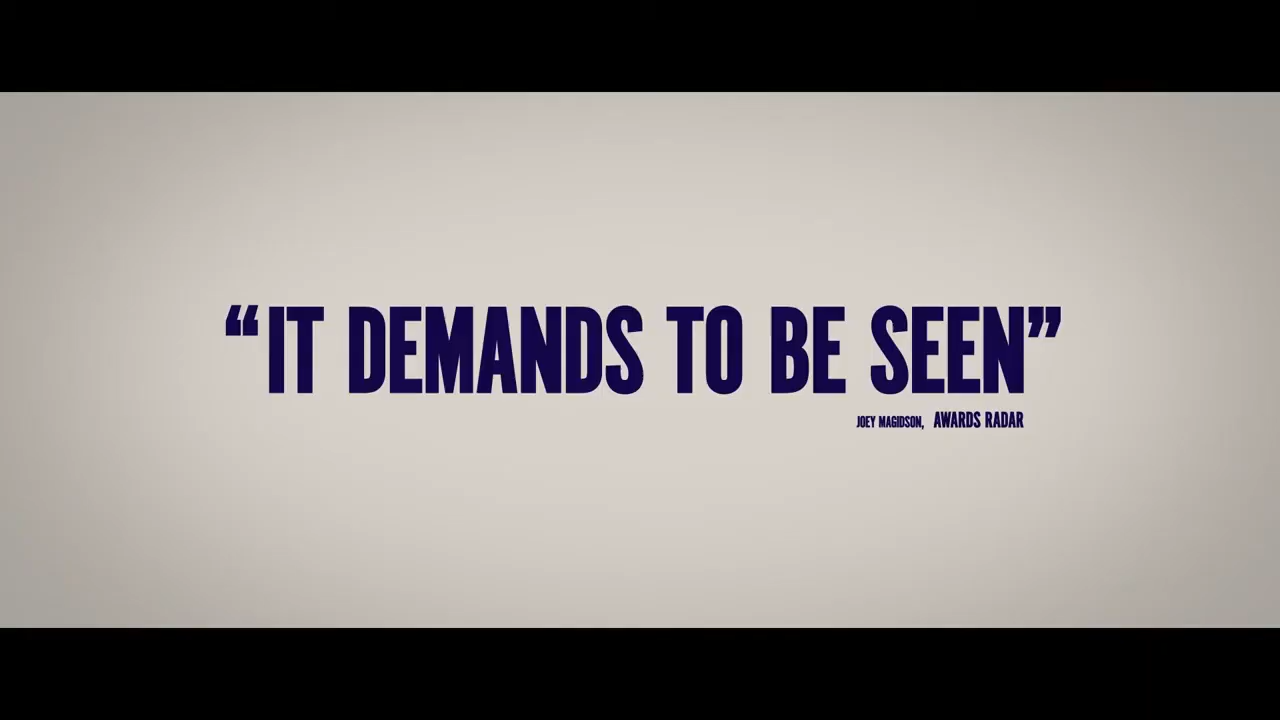 “IT DEMANDS TO BE SEEN”
JOEY MAGIDSON, AWARDS RADAR